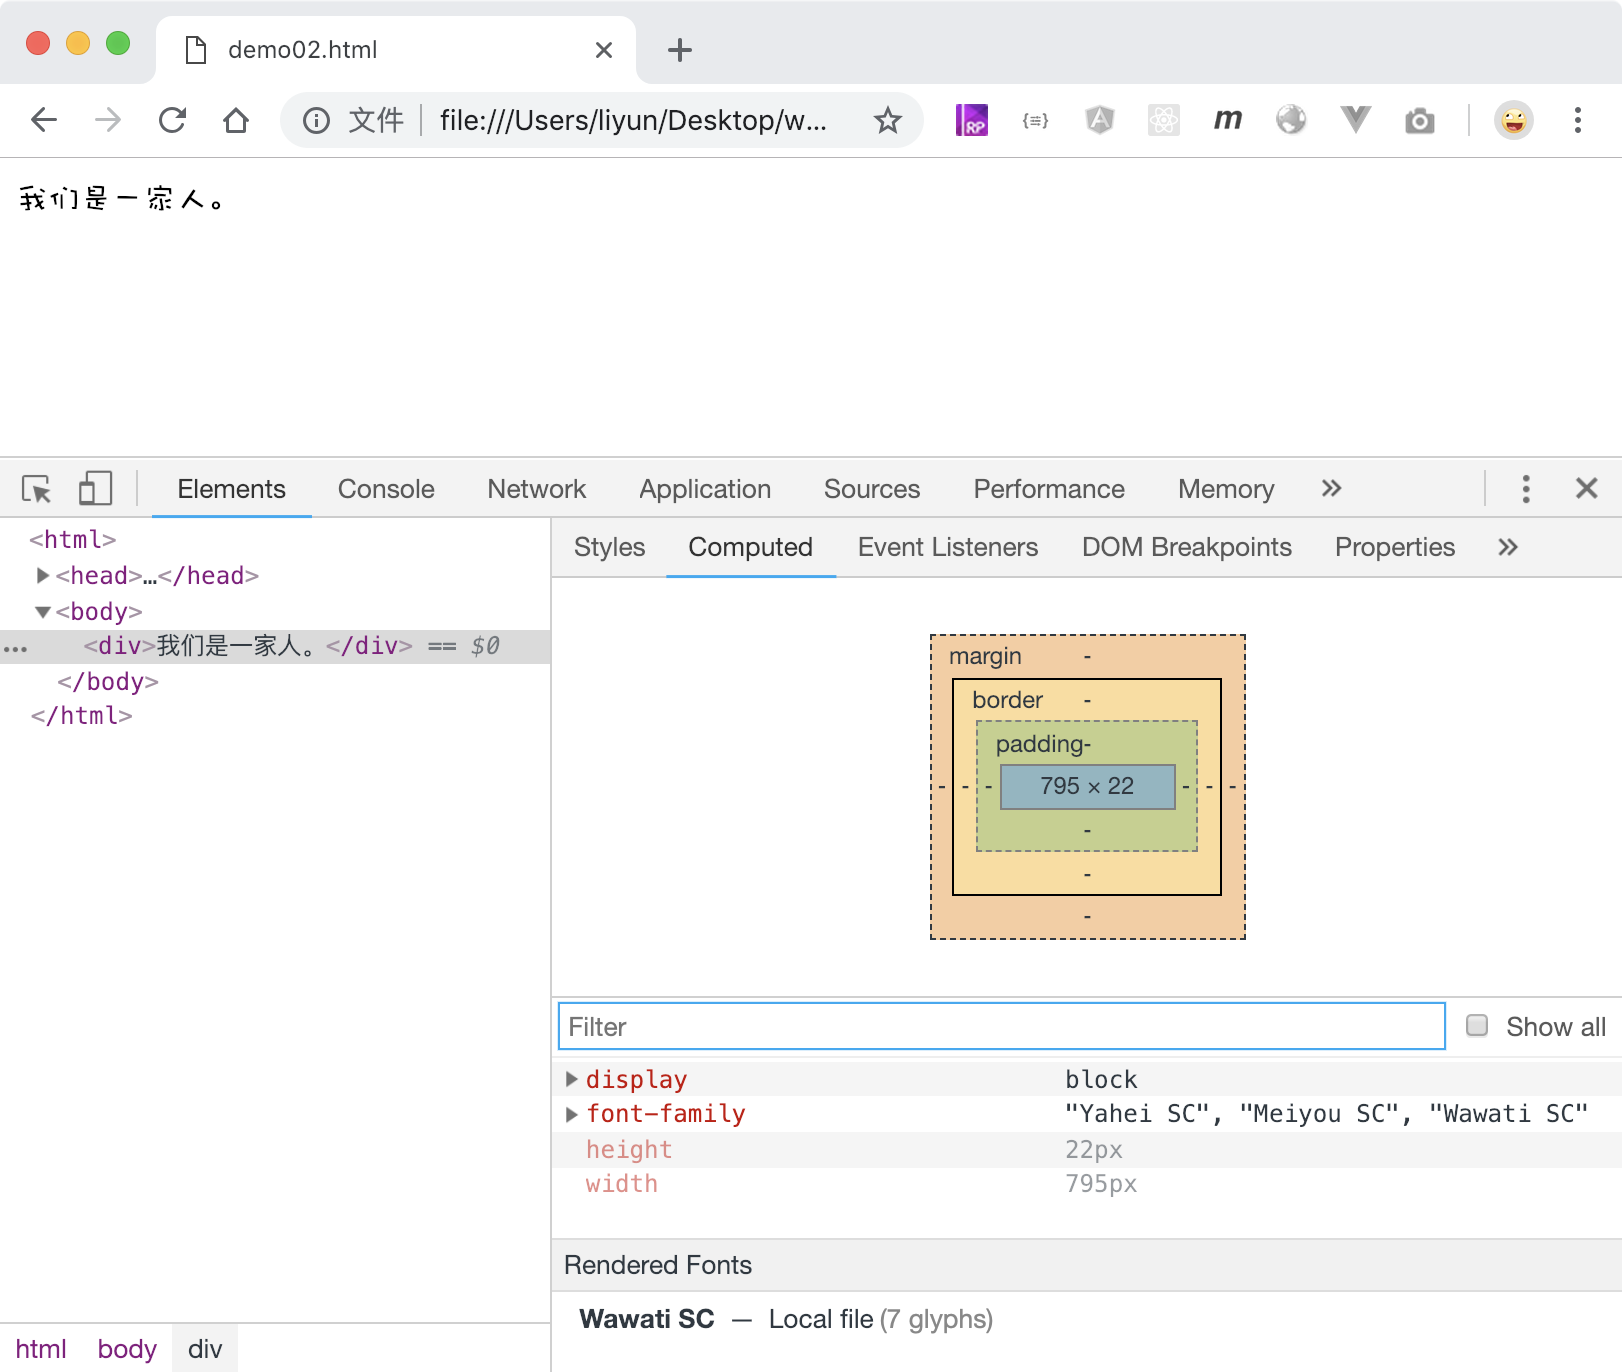 demo02.html
文件 file:///Users/liyun/Desktop/w...
RP
m
我们是一家人。
Elements Console Network Application Sources Performance Memory
<html>
<head>…</head>
<body>
<div>我们是一家人。</div> == $0
</body>
</html>
html body div
Styles Computed Event Listeners DOM Breakpoints Properties
margin -
border -
padding-
- - - 795 × 22 - - -
-
-
-
Filter Show all
display block
font-family "Yahei SC", "Meiyou SC", "Wawati SC"
height 22px
width 795px
Rendered Fonts
Wawati SC — Local file (7 glyphs)